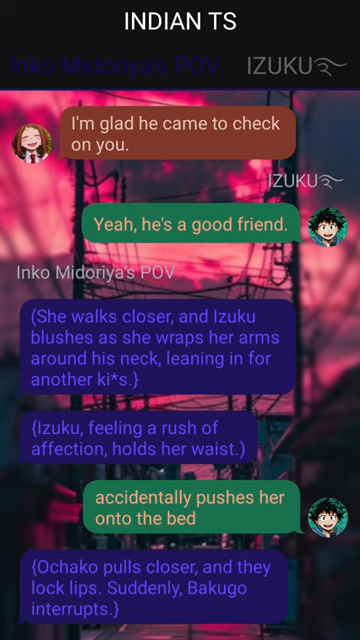 INDIAN TS
Inko Midoriya's POV
IZUKU࿐
I'm glad he came to check
on you.
IZUKU࿐
Yeah, he's a good friend.
Inko Midoriya's POV
(She walks closer, and Izuku
blushes as she wraps her arms
around his neck, leaning in for
another ki*s.}
{Izuku, feeling a rush of
affection, holds her waist.)
accidentally pushes her
onto the bed
{Ochako pulls closer, and they
lock lips. Suddenly, Bakugo
interrupts.}